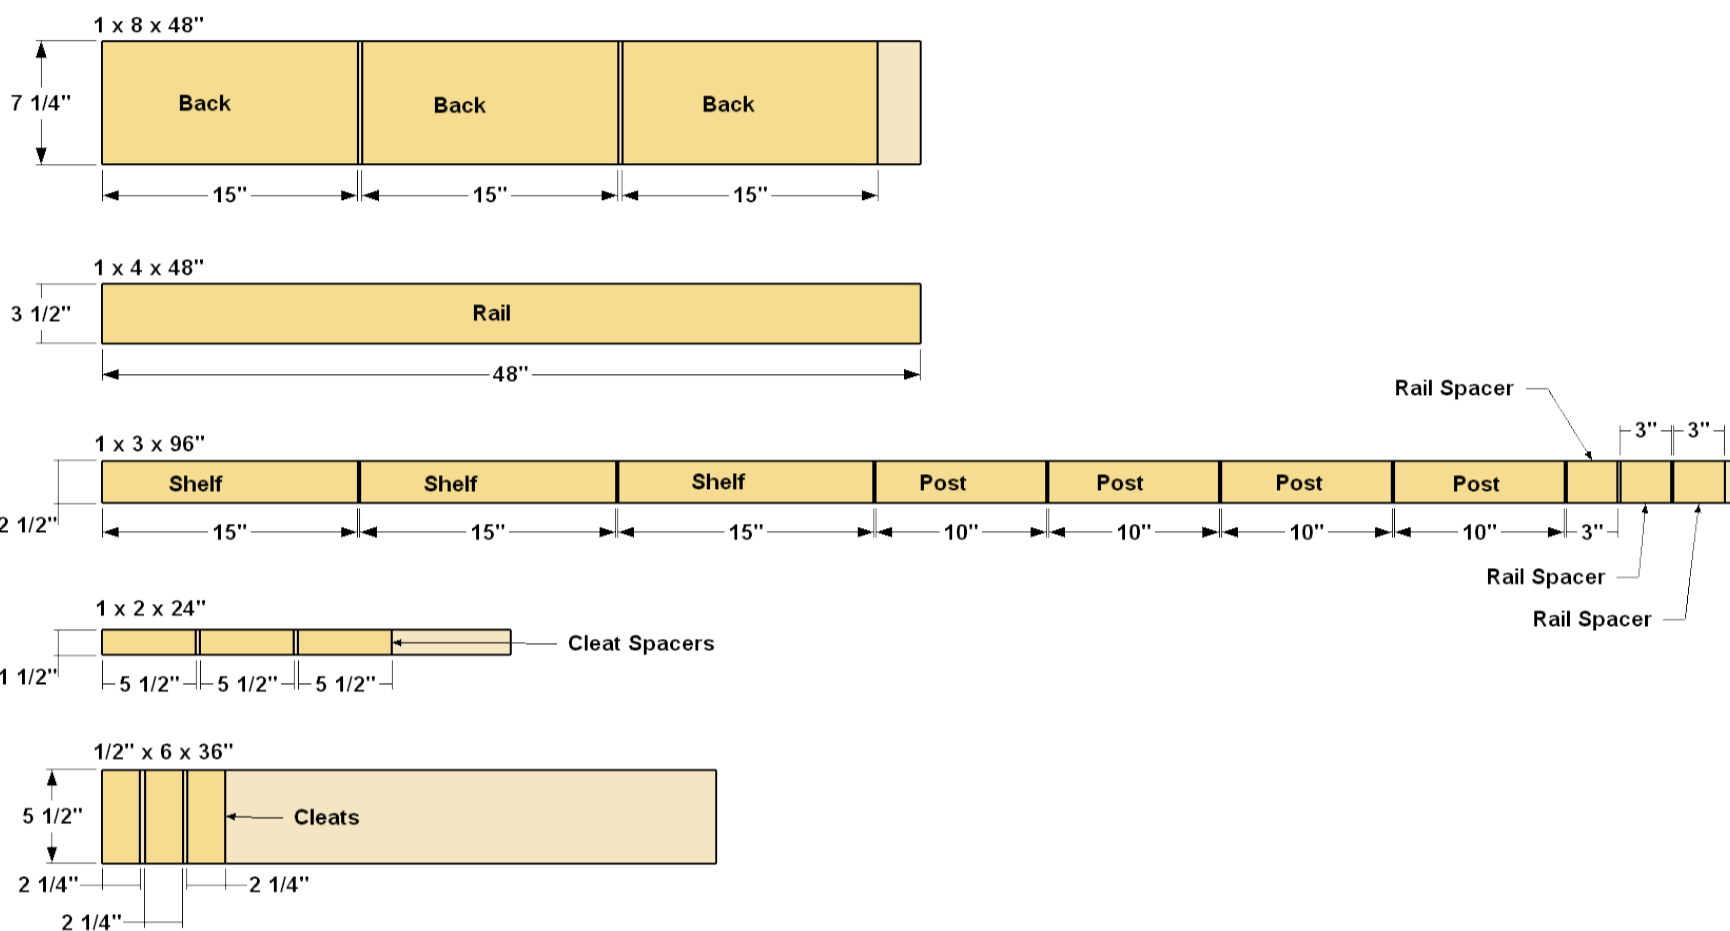 1 x 8 x 48"
7 1/4"
Back Back Back
15" 15" 15"
1 x 4 x 48"
3 1/2"
Rail
48"
Rail Spacer
1 x 3 x 96"
3" 3"
Shelf Shelf Shelf Post Post Post Post
2 1/2"
15" 15" 15" 10" 10" 10" 10" 3"
Rail Spacer
Rail Spacer
1 x 2 x 24"
Cleat Spacers
1 1/2"
5 1/2" 5 1/2" 5 1/2"
1/2" x 6 x 36"
5 1/2"
Cleats
2 1/4" 2 1/4"
2 1/4"